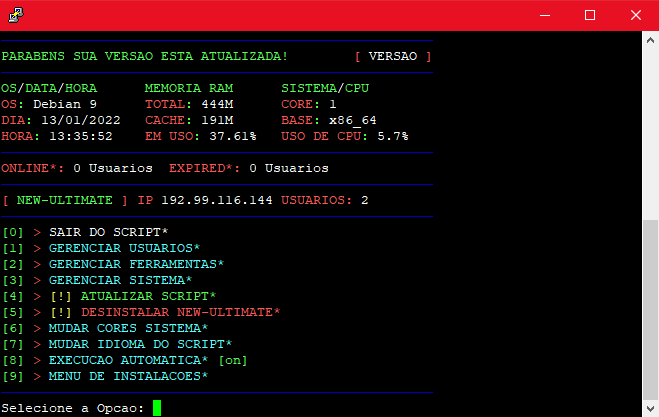 PARABENS SUA VERSAO ESTA ATUALIZADA! [ VERSAO ]
OS/DATA/HORA MEMORIA RAM SISTEMA/CPU
OS: Debian 9 TOTAL: 444M CORE: 1
DIA: 13/01/2022 CACHE: 191M BASE: x86_64
HORA: 13:35:52 EM USO: 37.61% USO DE CPU: 5.7%
ONLINE*: 0 Usuarios EXPIRED*: 0 Usuarios
[ NEW-ULTIMATE ] IP 192.99.116.144 USUARIOS: 2
[0] > SAIR DO SCRIPT*
[1] > GERENCIAR USUARIOS*
[2] > GERENCIAR FERRAMENTAS*
[3] > GERENCIAR SISTEMA*
[4] > [!] ATUALIZAR SCRIPT*
[5] > [!] DESINSTALAR NEW-ULTIMATE*
[6] > MUDAR CORES SISTEMA*
[7] > MUDAR IDIOMA DO SCRIPT*
[8] > EXECUCAO AUTOMATICA* [on]
[9] > MENU DE INSTALACOES*
Selecione a Opcao: